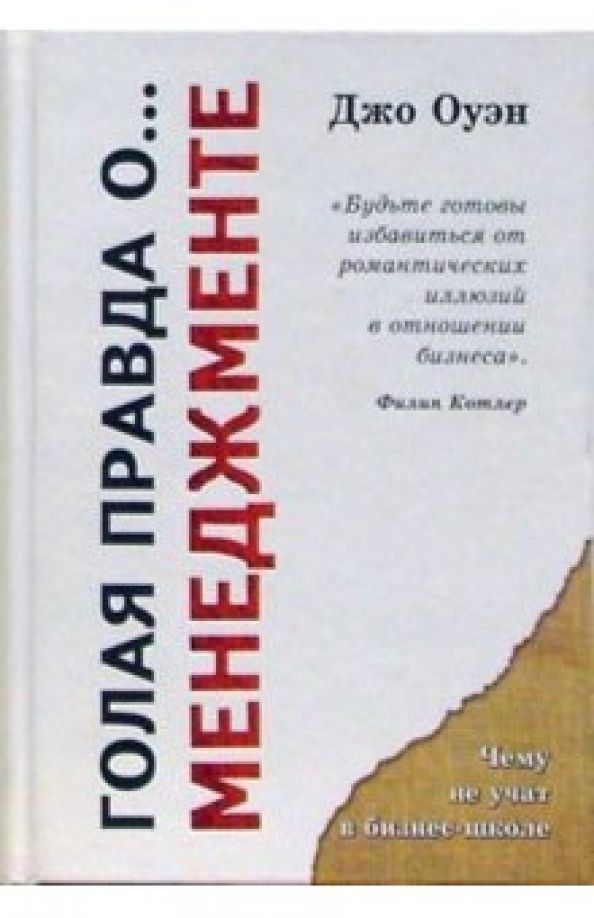 ГОЛАЯ ПРАВДА О...
МЕНЕДЖМЕНТЕ
Джо Оуэн
«Будьте готовы
избавиться от
романтических
иллюзий
в отношении
бизнеса».
Филип Котлер
Чему
не учат
в бизнес-школе